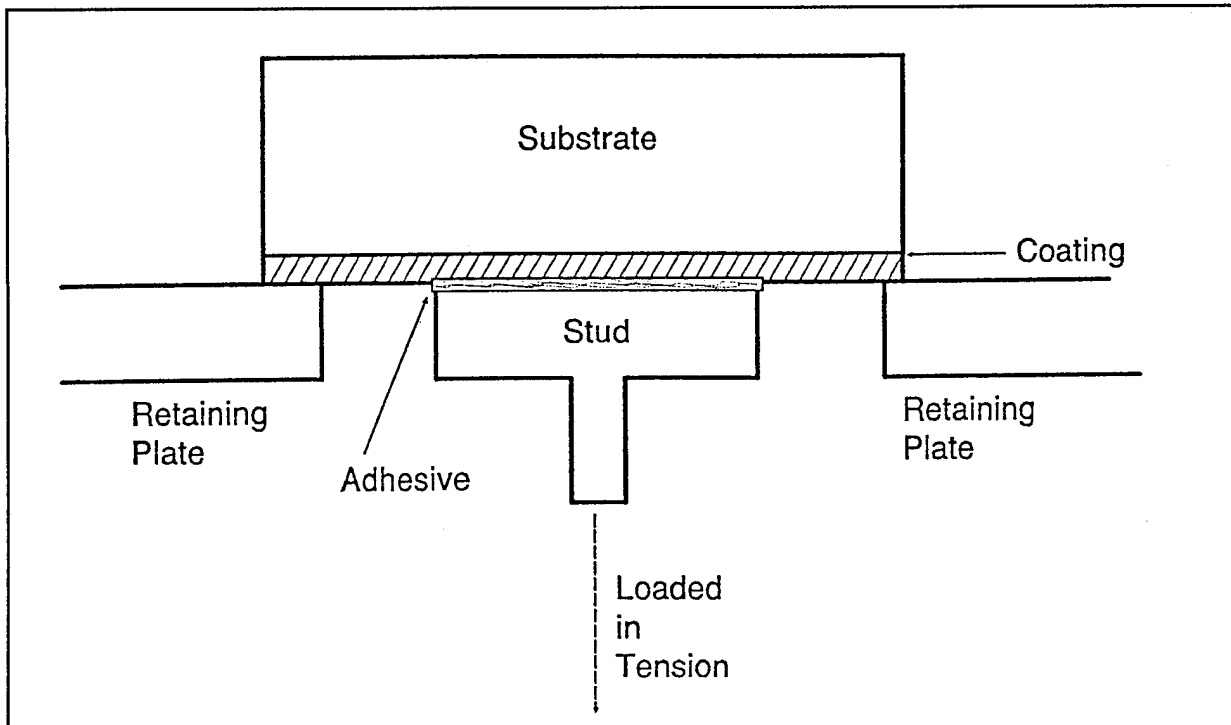 Substrate
Coating
Stud
Retaining
Plate
Retaining
Plate
Adhesive
Loaded
in
Tension